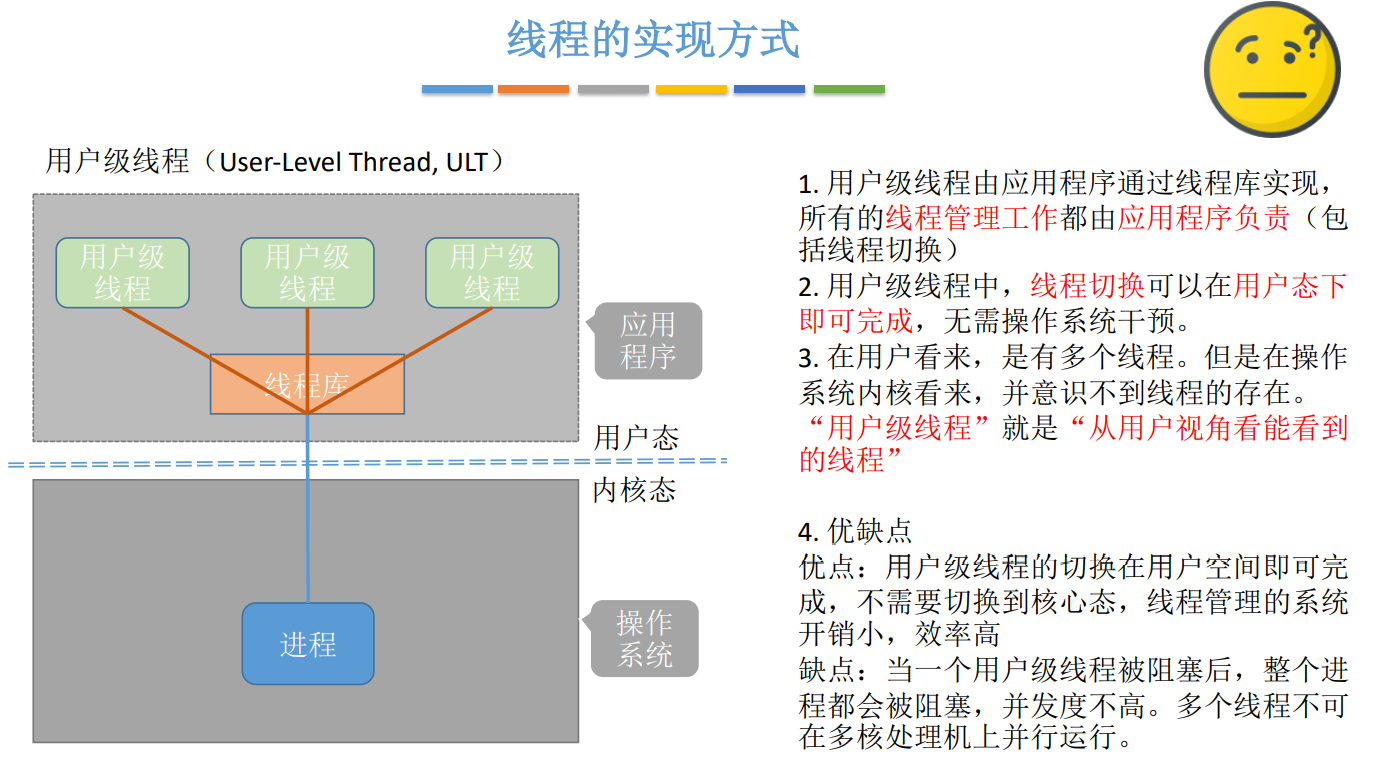 线程的实现方式
?
用户级线程（User-Level Thread, ULT）
用户级
线程
用户级
线程
用户级
线程
线程库
应用
程序
用户态
内核态
进程
操作
系统
1. 用户级线程由应用程序通过线程库实现，
所有的线程管理工作都由应用程序负责（包
括线程切换）
2. 用户级线程中，线程切换可以在用户态下
即可完成，无需操作系统干预。
3. 在用户看来，是有多个线程。但是在操作
系统内核看来，并意识不到线程的存在。
“用户级线程”就是“从用户视角看能看到
的线程”
4. 优缺点
优点：用户级线程的切换在用户空间即可完
成，不需要切换到核心态，线程管理的系统
开销小，效率高
缺点：当一个用户级线程被阻塞后，整个进
程都会被阻塞，并发度不高。多个线程不可
在多核处理机上并行运行。